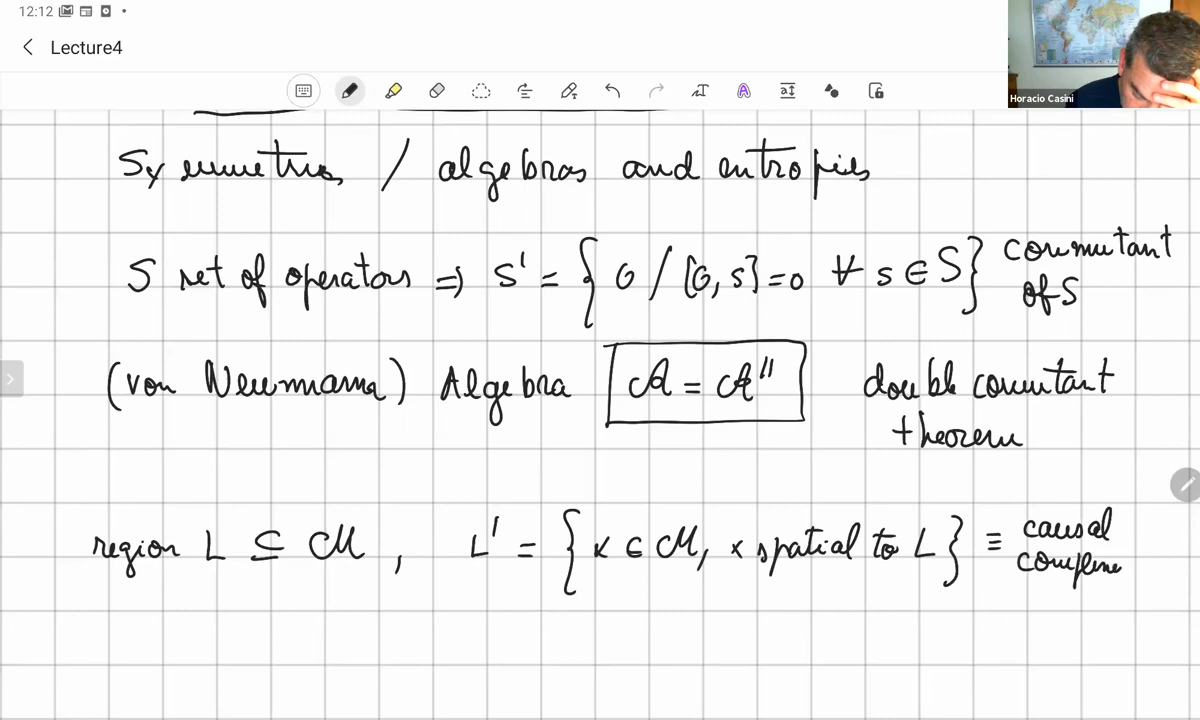 12:12
Lecture4
Horacio Casini
Symmetries / algebras and entropies
S set of operators ⇒ S' = { O / [O, s] = 0 ∀ s ∈ S } commutant of S
(von Neumann) Algebra A = A'' double commutant theorem
region L ⊆ M , L' = { x ∈ M, x spatial to L } ≡ causal compleme